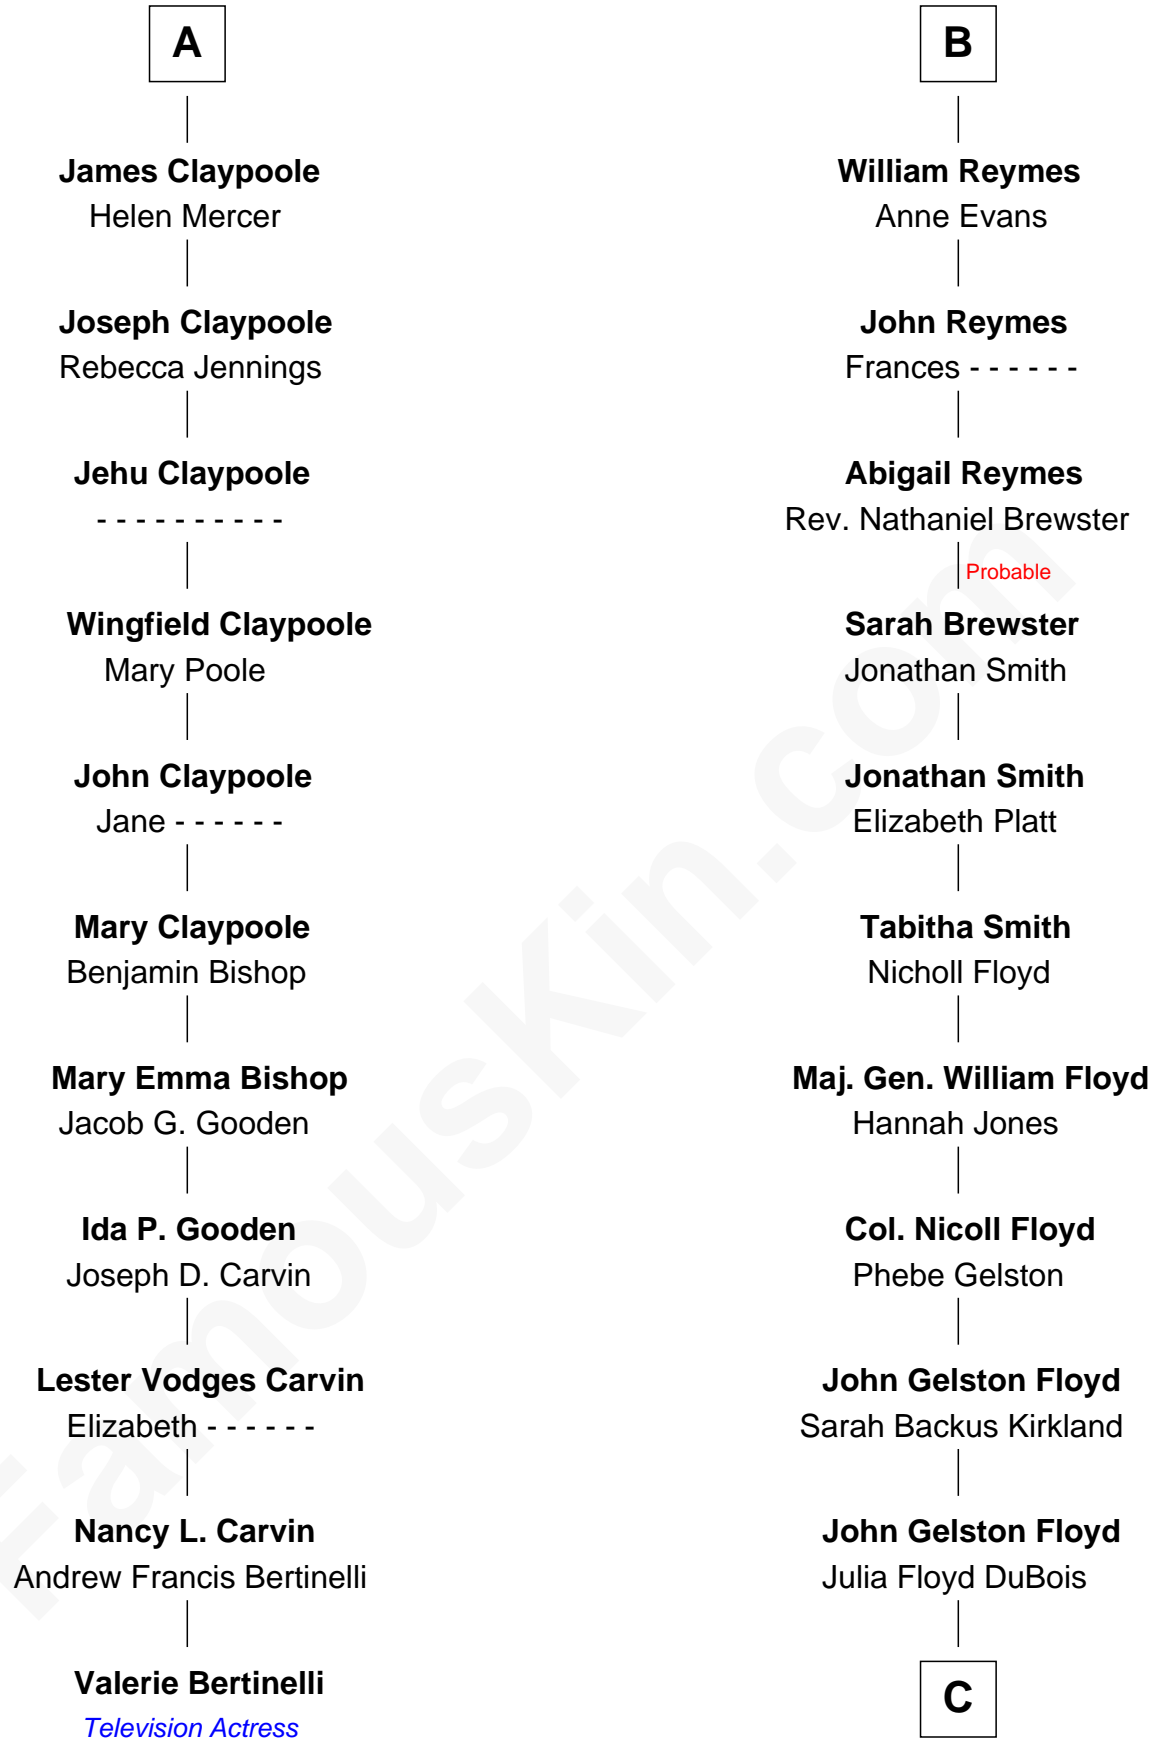 A
James Claypoole
Helen Mercer
Joseph Claypoole
Rebecca Jennings
Jehu Claypoole
- - - - - - - - - -
Wingfield Claypoole
Mary Poole
John Claypoole
Jane - - - - - -
Mary Claypoole
Benjamin Bishop
Mary Emma Bishop
Jacob G. Gooden
Ida P. Gooden
Joseph D. Carvin
Lester Vodges Carvin
Elizabeth - - - - - -
Nancy L. Carvin
Andrew Francis Bertinelli
Valerie Bertinelli
Television Actress
B
William Reymes
Anne Evans
John Reymes
Frances - - - - - -
Abigail Reymes
Rev. Nathaniel Brewster
Probable
Sarah Brewster
Jonathan Smith
Jonathan Smith
Elizabeth Platt
Tabitha Smith
Nicholl Floyd
Maj. Gen. William Floyd
Hannah Jones
Col. Nicoll Floyd
Phebe Gelston
John Gelston Floyd
Sarah Backus Kirkland
John Gelston Floyd
Julia Floyd DuBois
C
FamousKin.com